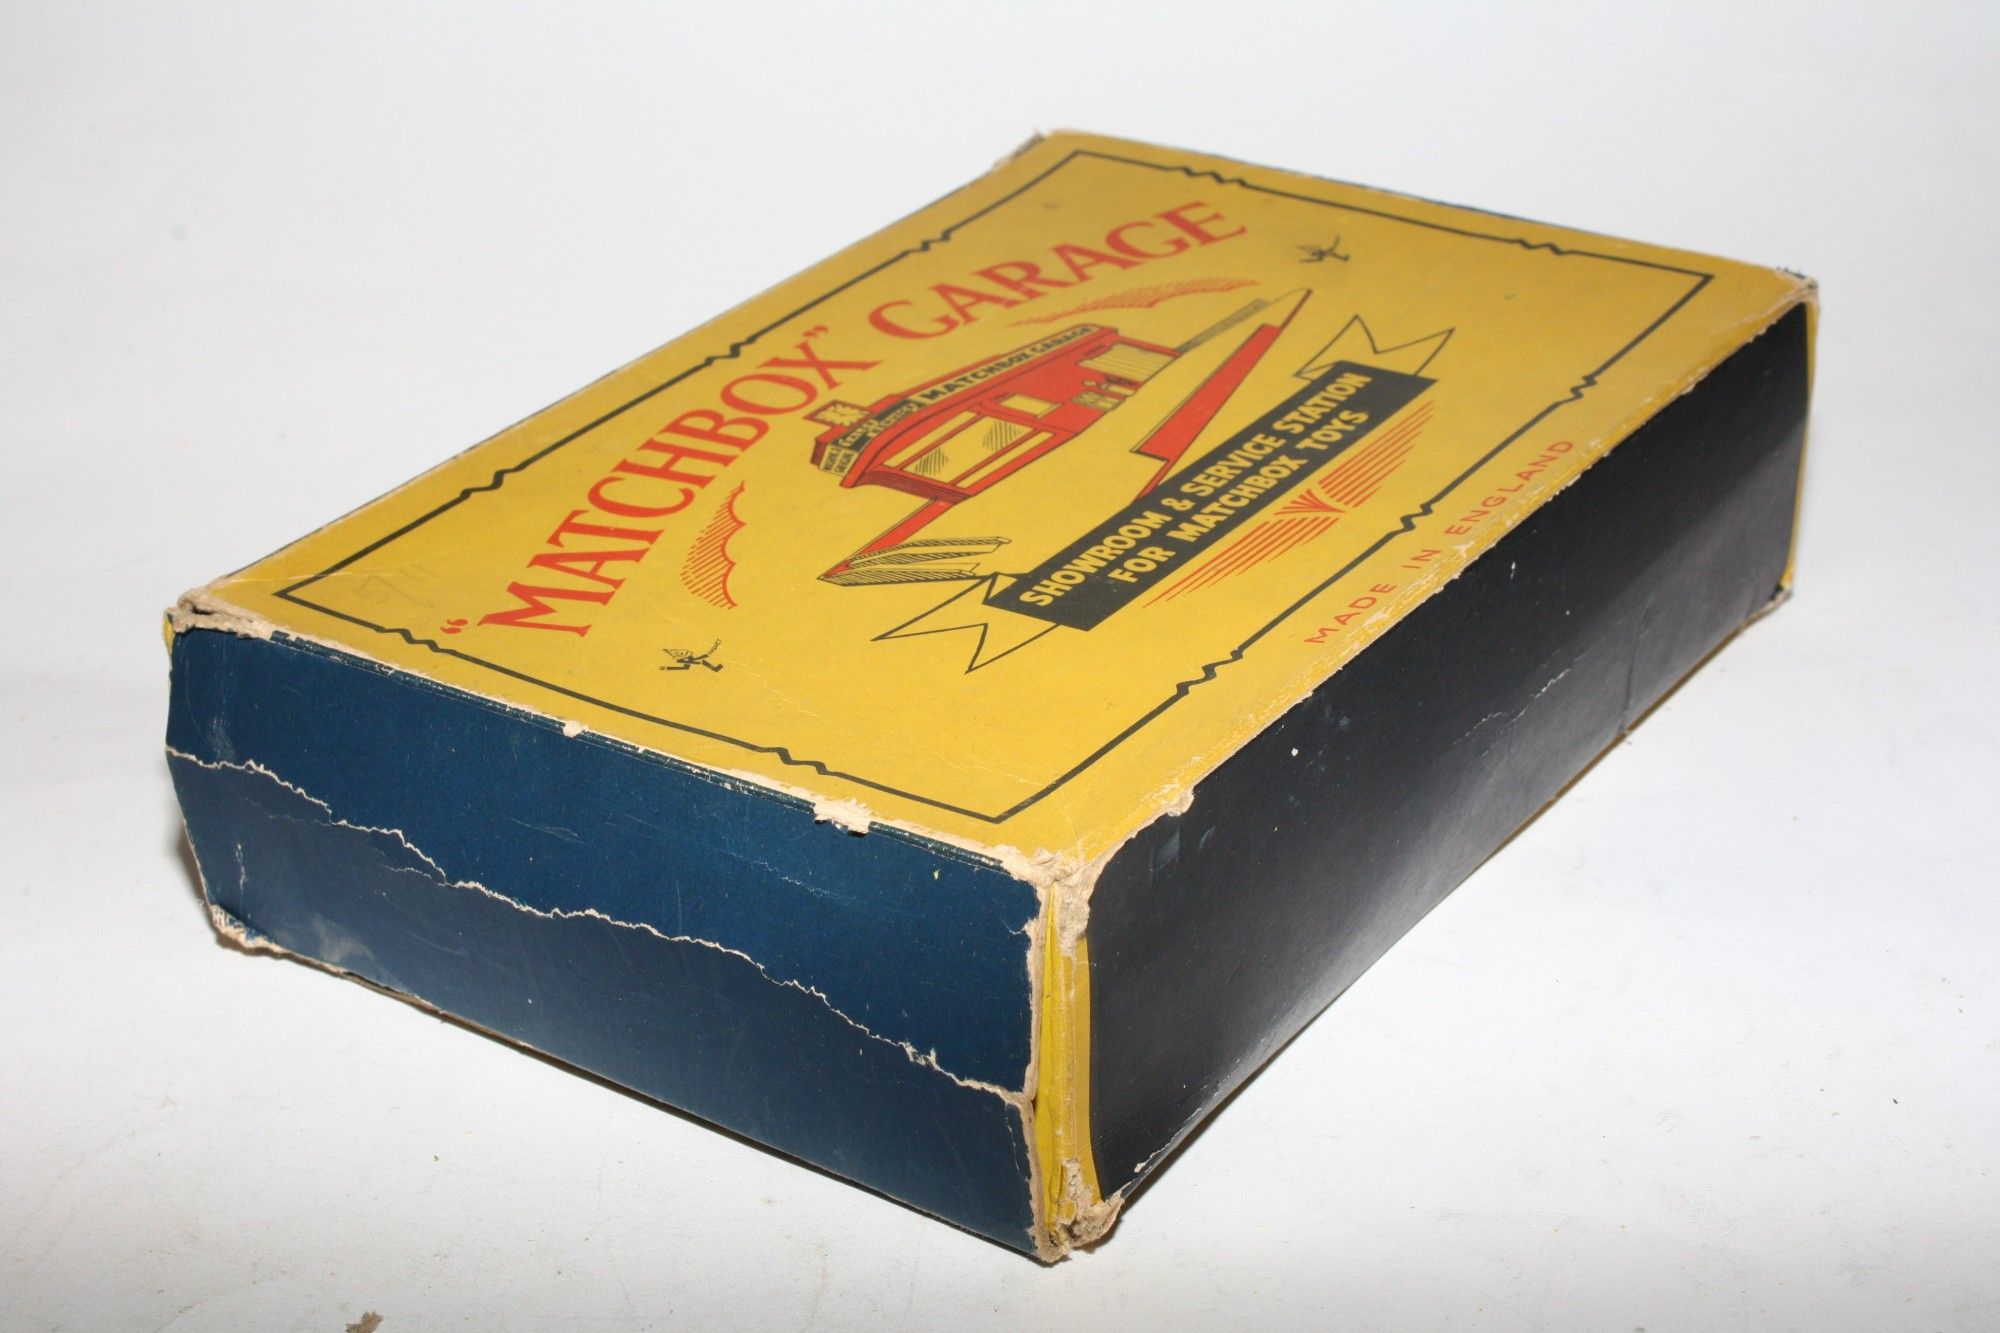 "MATCHBOX" GARAGE
MATCHBOX GARAGE
SHOWROOM & SERVICE STATION
FOR MATCHBOX TOYS
MADE IN ENGLAND